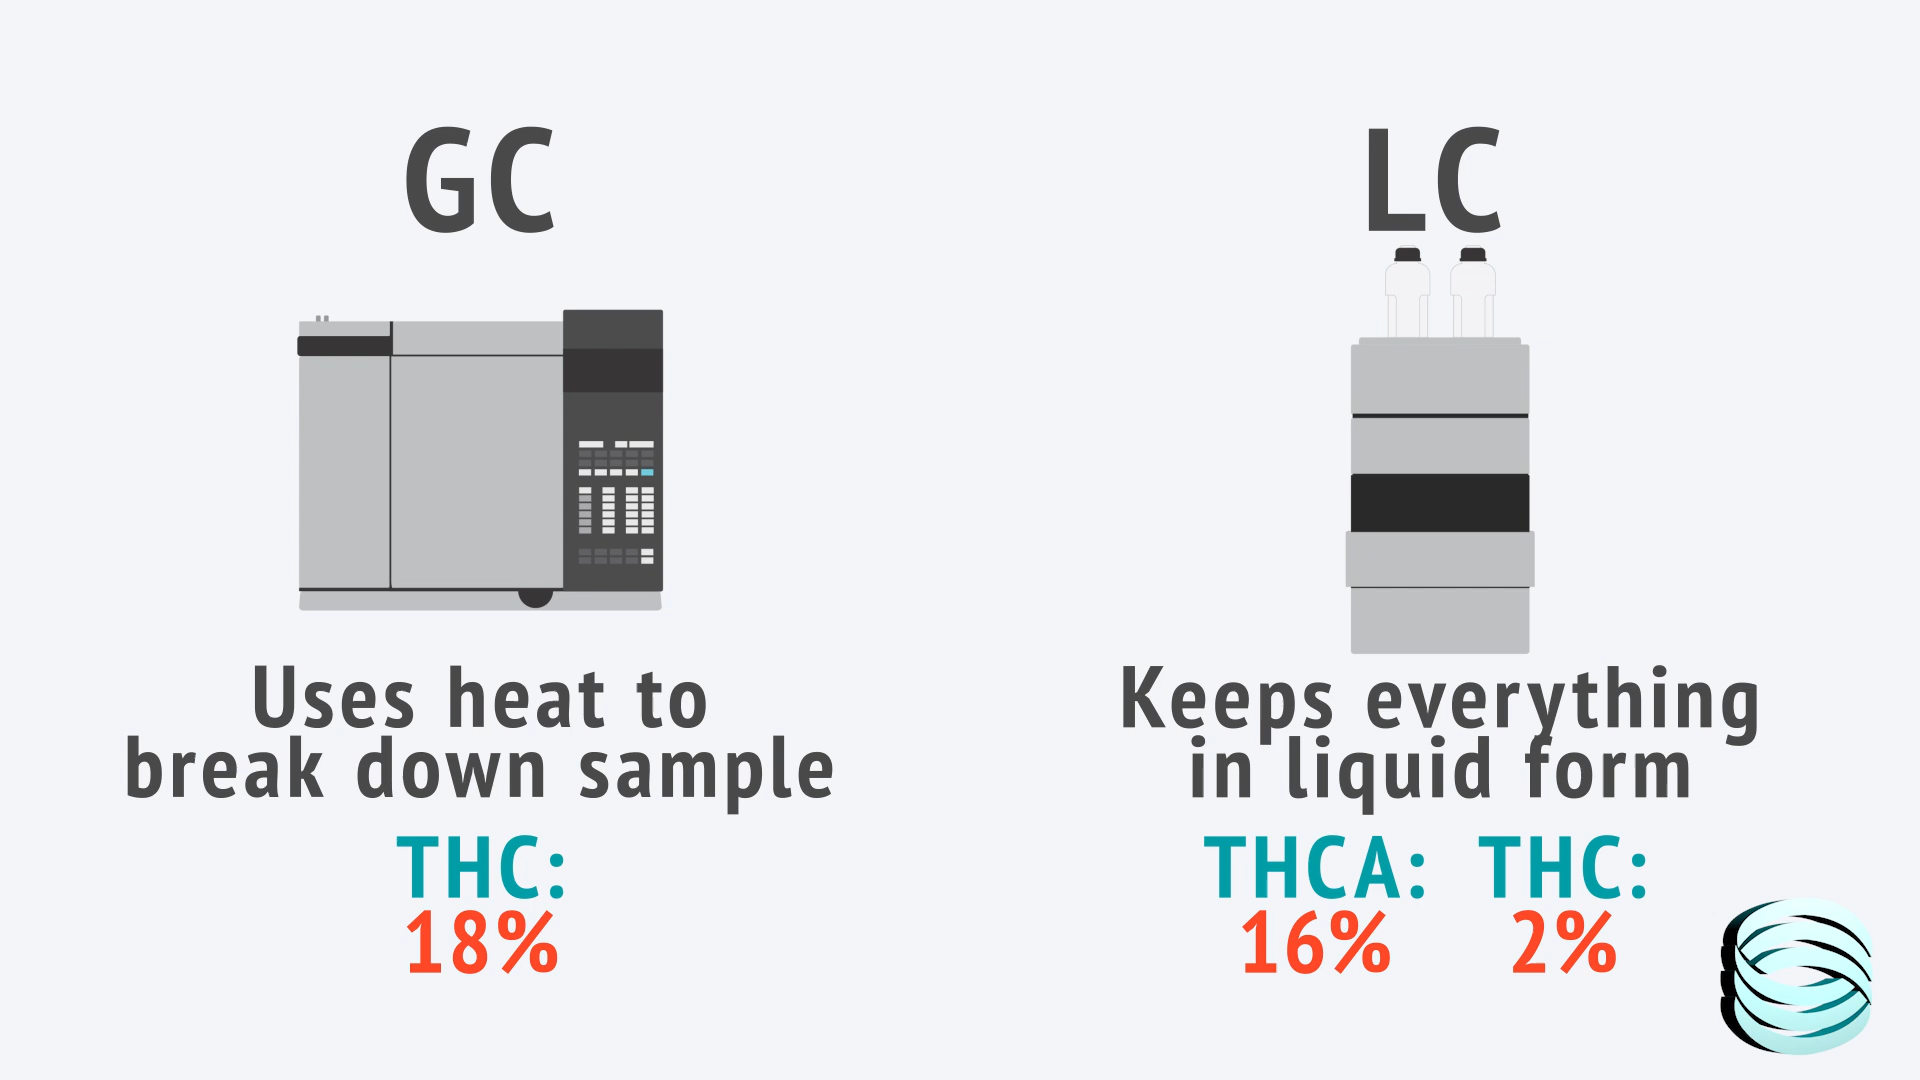 GC
Uses heat to
break down sample
THC:
18%
LC
Keeps everything
in liquid form
THCA: THC:
16% 2%